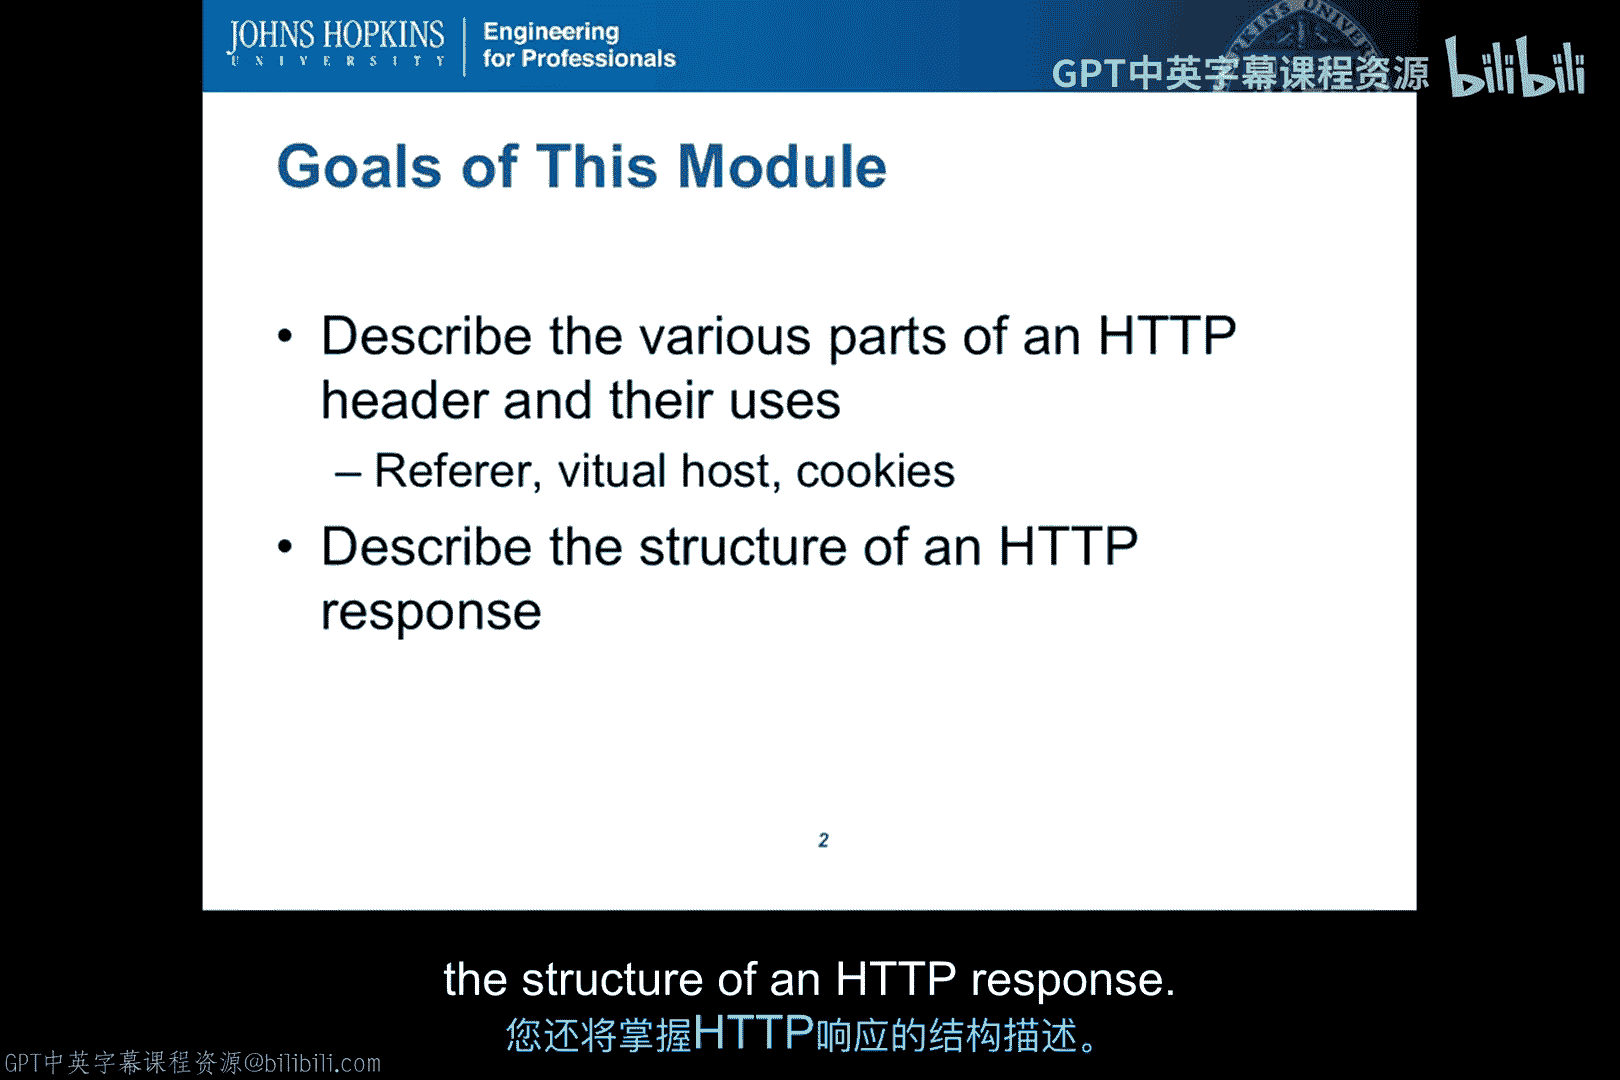 JOHNS HOPKINS
UNIVERSITY
Engineering
for Professionals
GPT中英字幕课程资源 bilibili
Goals of This Module
• Describe the various parts of an HTTP
header and their uses
– Referer, vitual host, cookies
• Describe the structure of an HTTP
response
2
the structure of an HTTP response.
您还将掌握HTTP响应的结构描述。
GPT中英字幕课程资源@bilibili.com